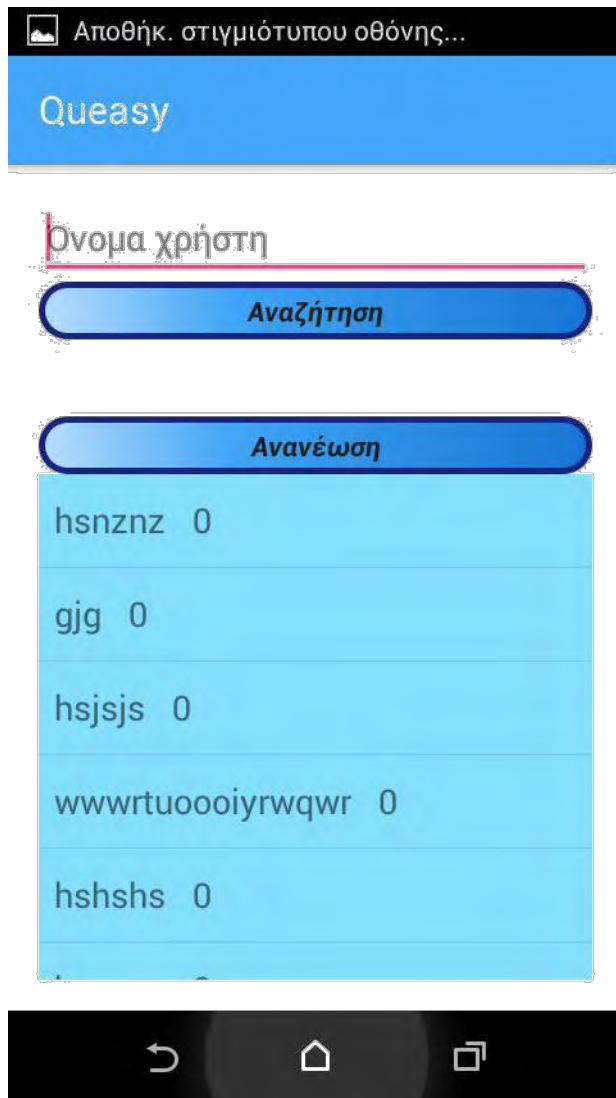 Αποθήκ. στιγμιότυπου οθόνης...
Queasy
Όνομα χρήστη
Αναζήτηση
Ανανέωση
hsnznz 0
gjg 0
hsjsjs 0
wwwrtuoooiyrwqwr 0
hshshs 0